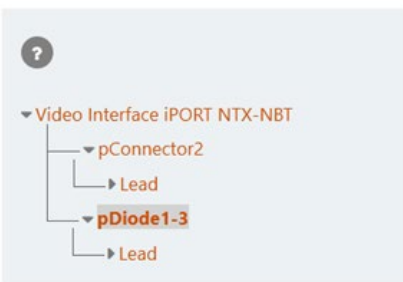 ?
Video Interface iPORT NTX-NBT
pConnector2
Lead
pDiode1-3
Lead